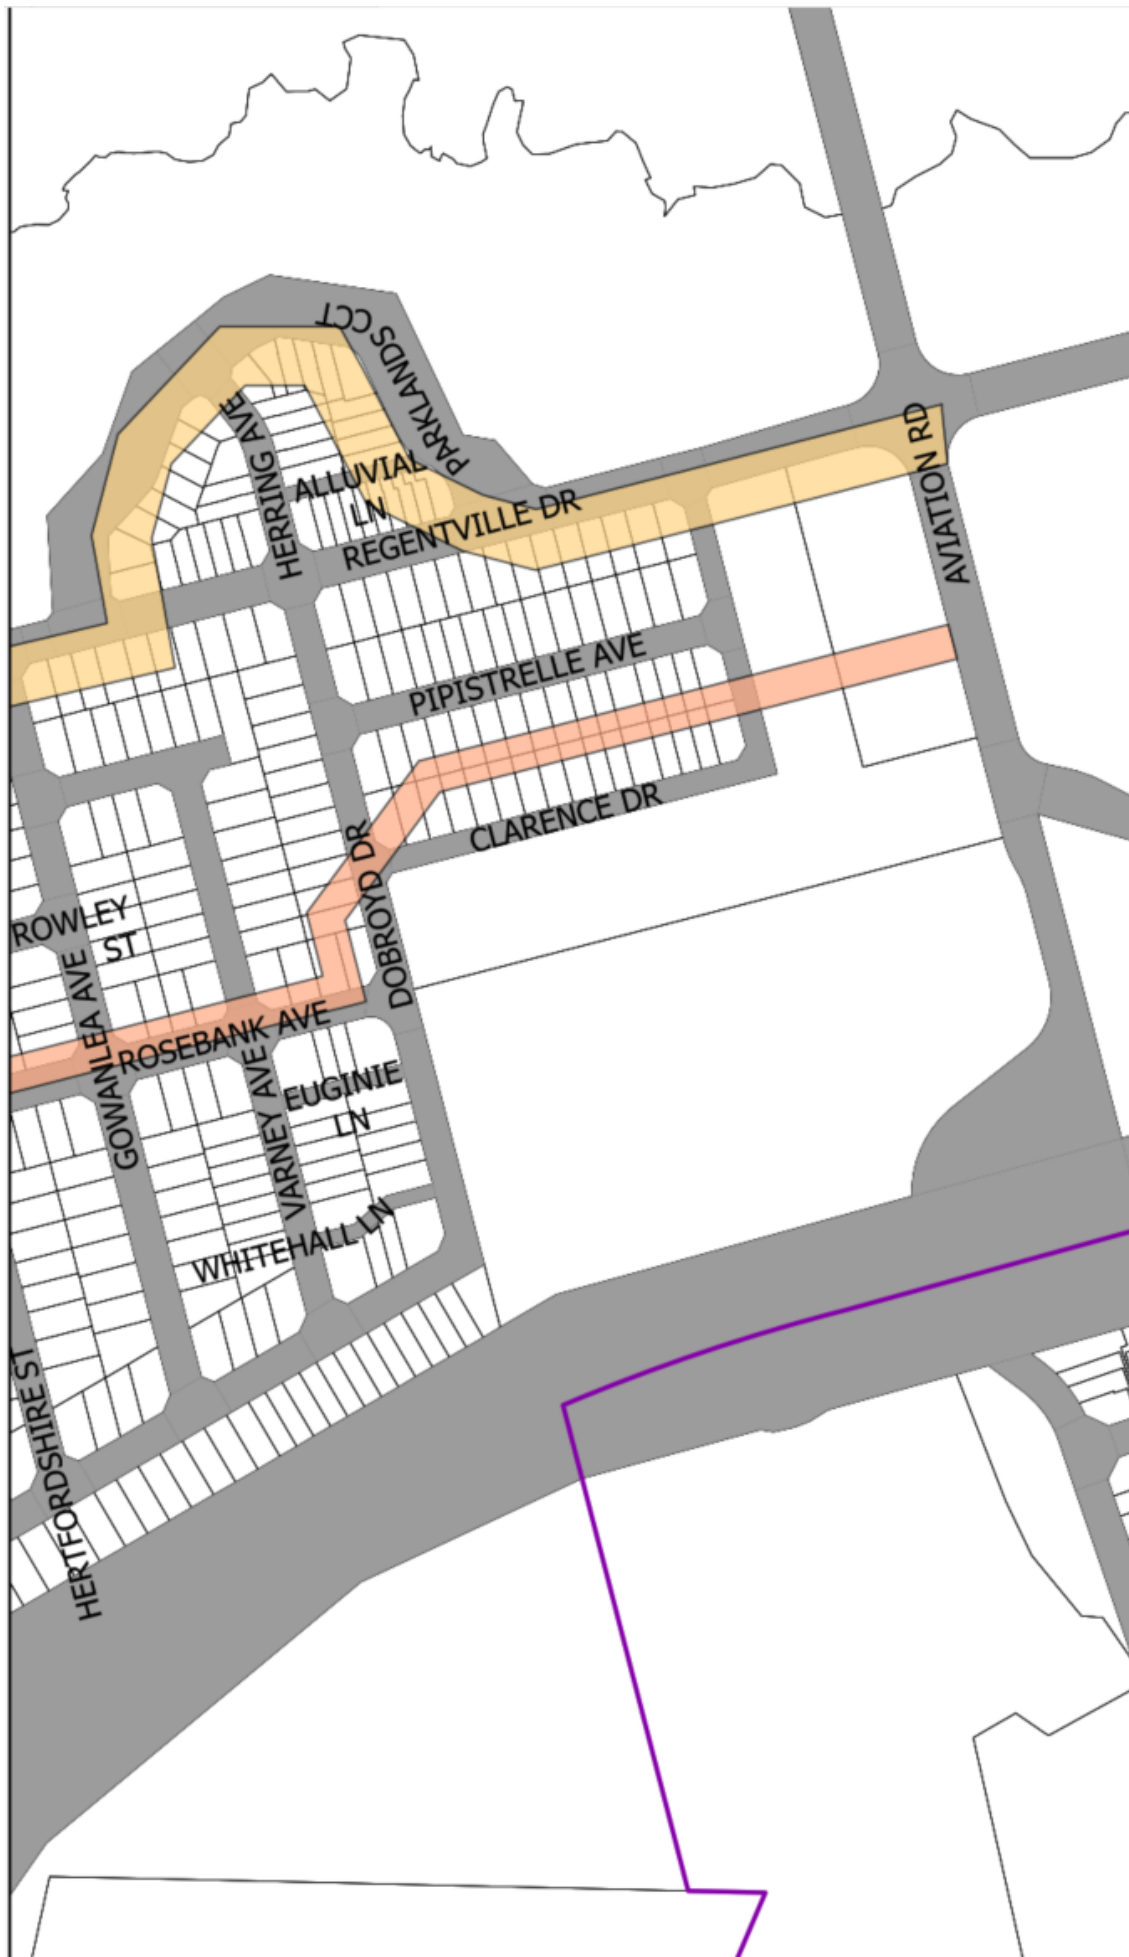 PARKLANDS CCT
AVIATION RD
HERRING AVE
ALLUVIAL
LN
REGENTVILLE DR
PIPISTRELLE AVE
CLARENCE DR
DOBROYD DR
ROWLEY
ST
GOWANLEA AVE
ROSEBANK AVE
VARNEY AVE
EUGINIE
LN
WHITEHALL LN
HERTFORDSHIRE ST